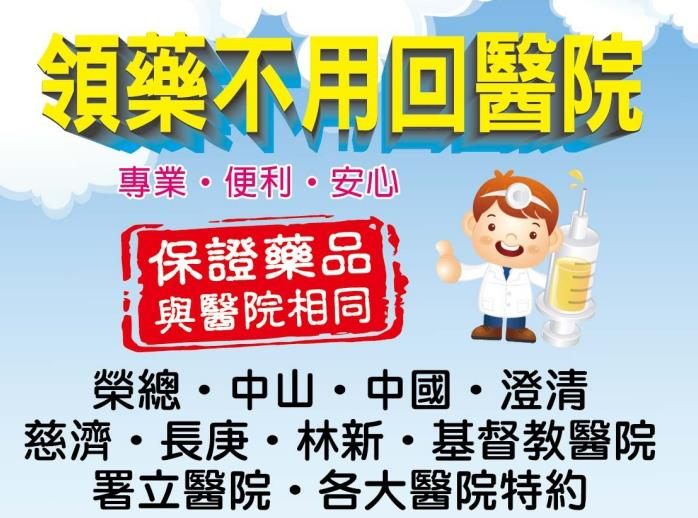 領藥不用回醫院
專業・便利・安心
保證藥品
與醫院相同
榮總・中山・中國・澄清
慈濟・長庚・林新・基督教醫院
署立醫院・各大醫院特約